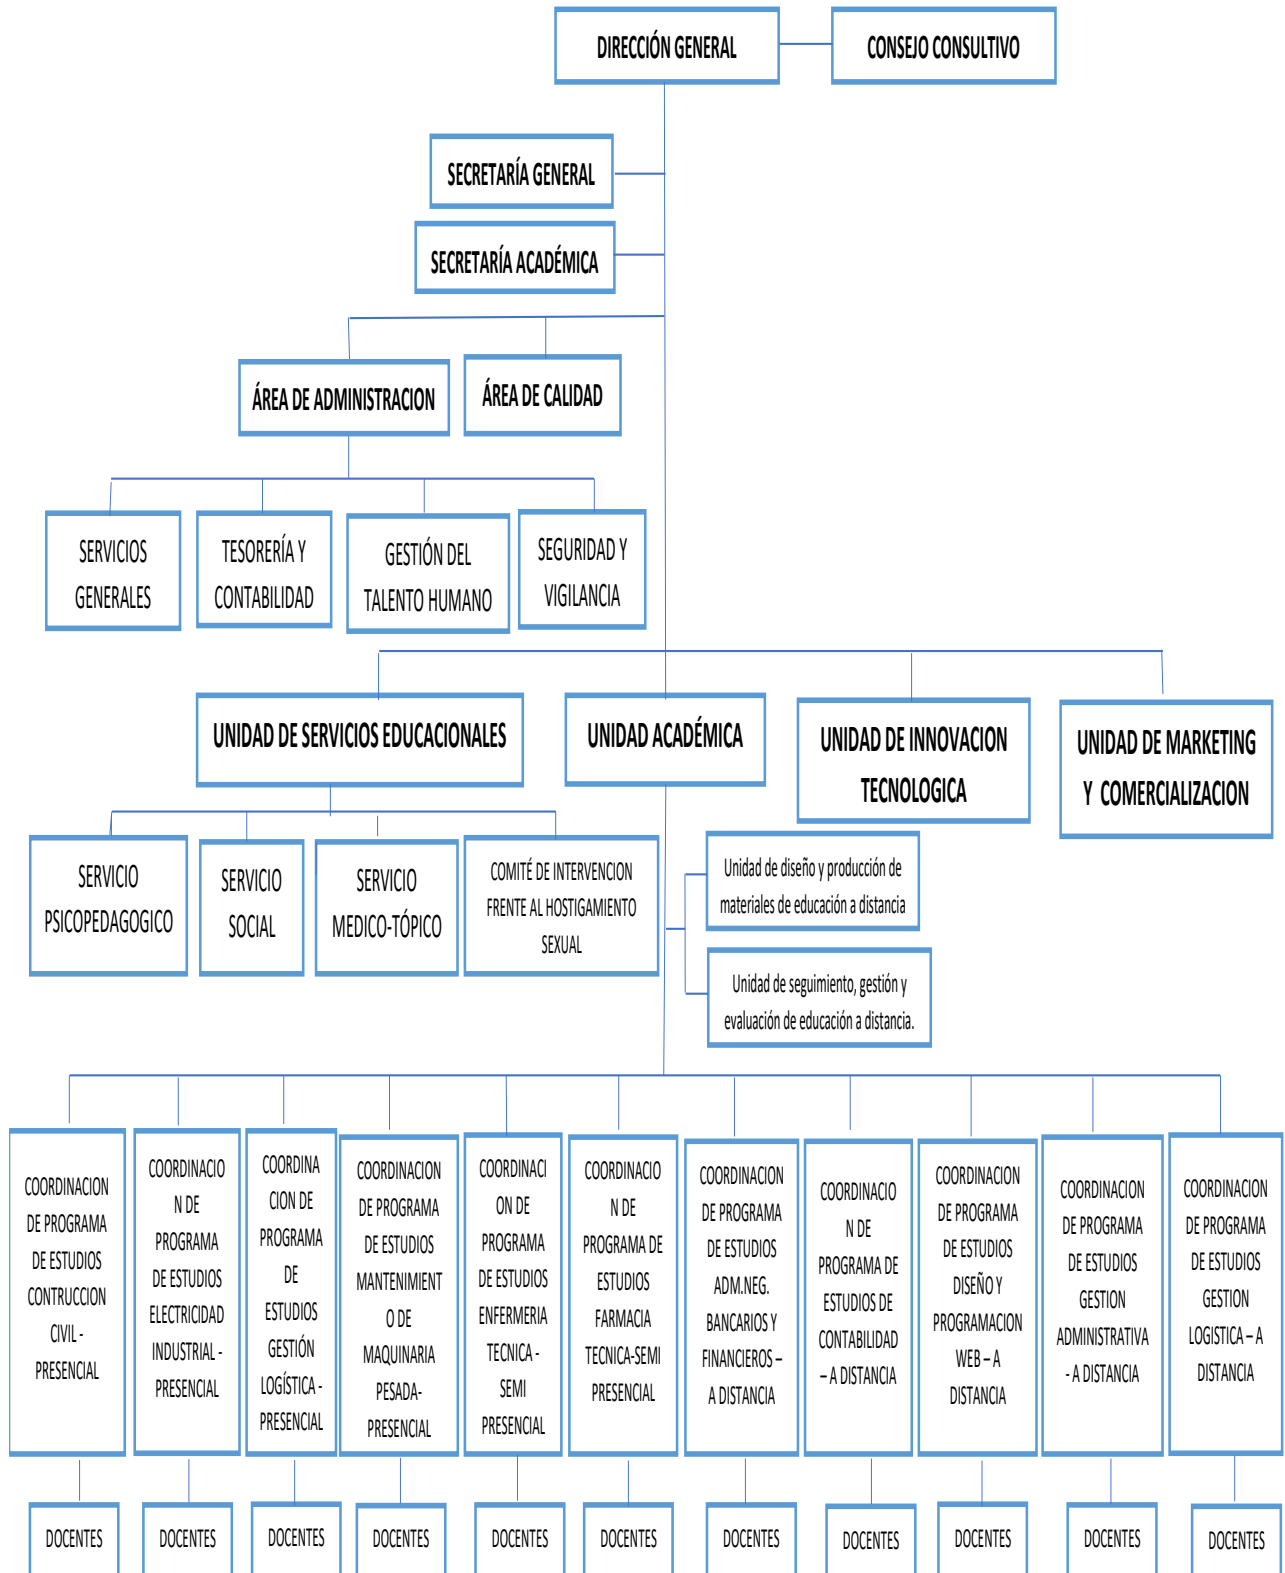 DIRECCIÓN GENERAL
CONSEJO CONSULTIVO
SECRETARÍA GENERAL
SECRETARÍA ACADÉMICA
ÁREA DE ADMINISTRACION
ÁREA DE CALIDAD
SERVICIOS
GENERALES
TESORERÍA Y
CONTABILIDAD
GESTIÓN DEL
TALENTO HUMANO
SEGURIDAD Y
VIGILANCIA
UNIDAD DE SERVICIOS EDUCACIONALES
UNIDAD ACADÉMICA
UNIDAD DE INNOVACION
TECNOLOGICA
UNIDAD DE MARKETING
Y COMERCIALIZACION
SERVICIO
PSICOPEDAGOGICO
SERVICIO
SOCIAL
SERVICIO
MEDICO-TÓPICO
COMITÉ DE INTERVENCION
FRENTE AL HOSTIGAMIENTO
SEXUAL
Unidad de diseño y producción de
materiales de educación a distancia
Unidad de seguimiento, gestión y
evaluación de educación a distancia.
COORDINACION
DE PROGRAMA
DE ESTUDIOS
CONTRUCCION
CIVIL -
PRESENCIAL
COORDINACIO
N DE
PROGRAMA
DE ESTUDIOS
ELECTRICIDAD
INDUSTRIAL -
PRESENCIAL
COORDINA
CION DE
PROGRAMA
DE
ESTUDIOS
GESTIÓN
LOGÍSTICA -
PRESENCIAL
COORDINACION
DE PROGRAMA
DE ESTUDIOS
MANTENIMIENT
O DE
MAQUINARIA
PESADA-
PRESENCIAL
COORDINACI
ON DE
PROGRAMA
DE ESTUDIOS
ENFERMERIA
TECNICA -
SEMI
PRESENCIAL
COORDINACIO
N DE
PROGRAMA DE
ESTUDIOS
FARMACIA
TECNICA-SEMI
PRESENCIAL
COORDINACION
DE PROGRAMA
DE ESTUDIOS
ADM.NEG.
BANCARIOS Y
FINANCIEROS –
A DISTANCIA
COORDINACIO
N DE
PROGRAMA DE
ESTUDIOS DE
CONTABILIDAD
– A DISTANCIA
COORDINACION
DE PROGRAMA
DE ESTUDIOS
DISEÑO Y
PROGRAMACION
WEB – A
DISTANCIA
COORDINACION
DE PROGRAMA
DE ESTUDIOS
GESTION
ADMINISTRATIVA
- A DISTANCIA
COORDINACION
DE PROGRAMA
DE ESTUDIOS
GESTION
LOGISTICA – A
DISTANCIA
DOCENTES
DOCENTES
DOCENTES
DOCENTES
DOCENTES
DOCENTES
DOCENTES
DOCENTES
DOCENTES
DOCENTES
DOCENTES